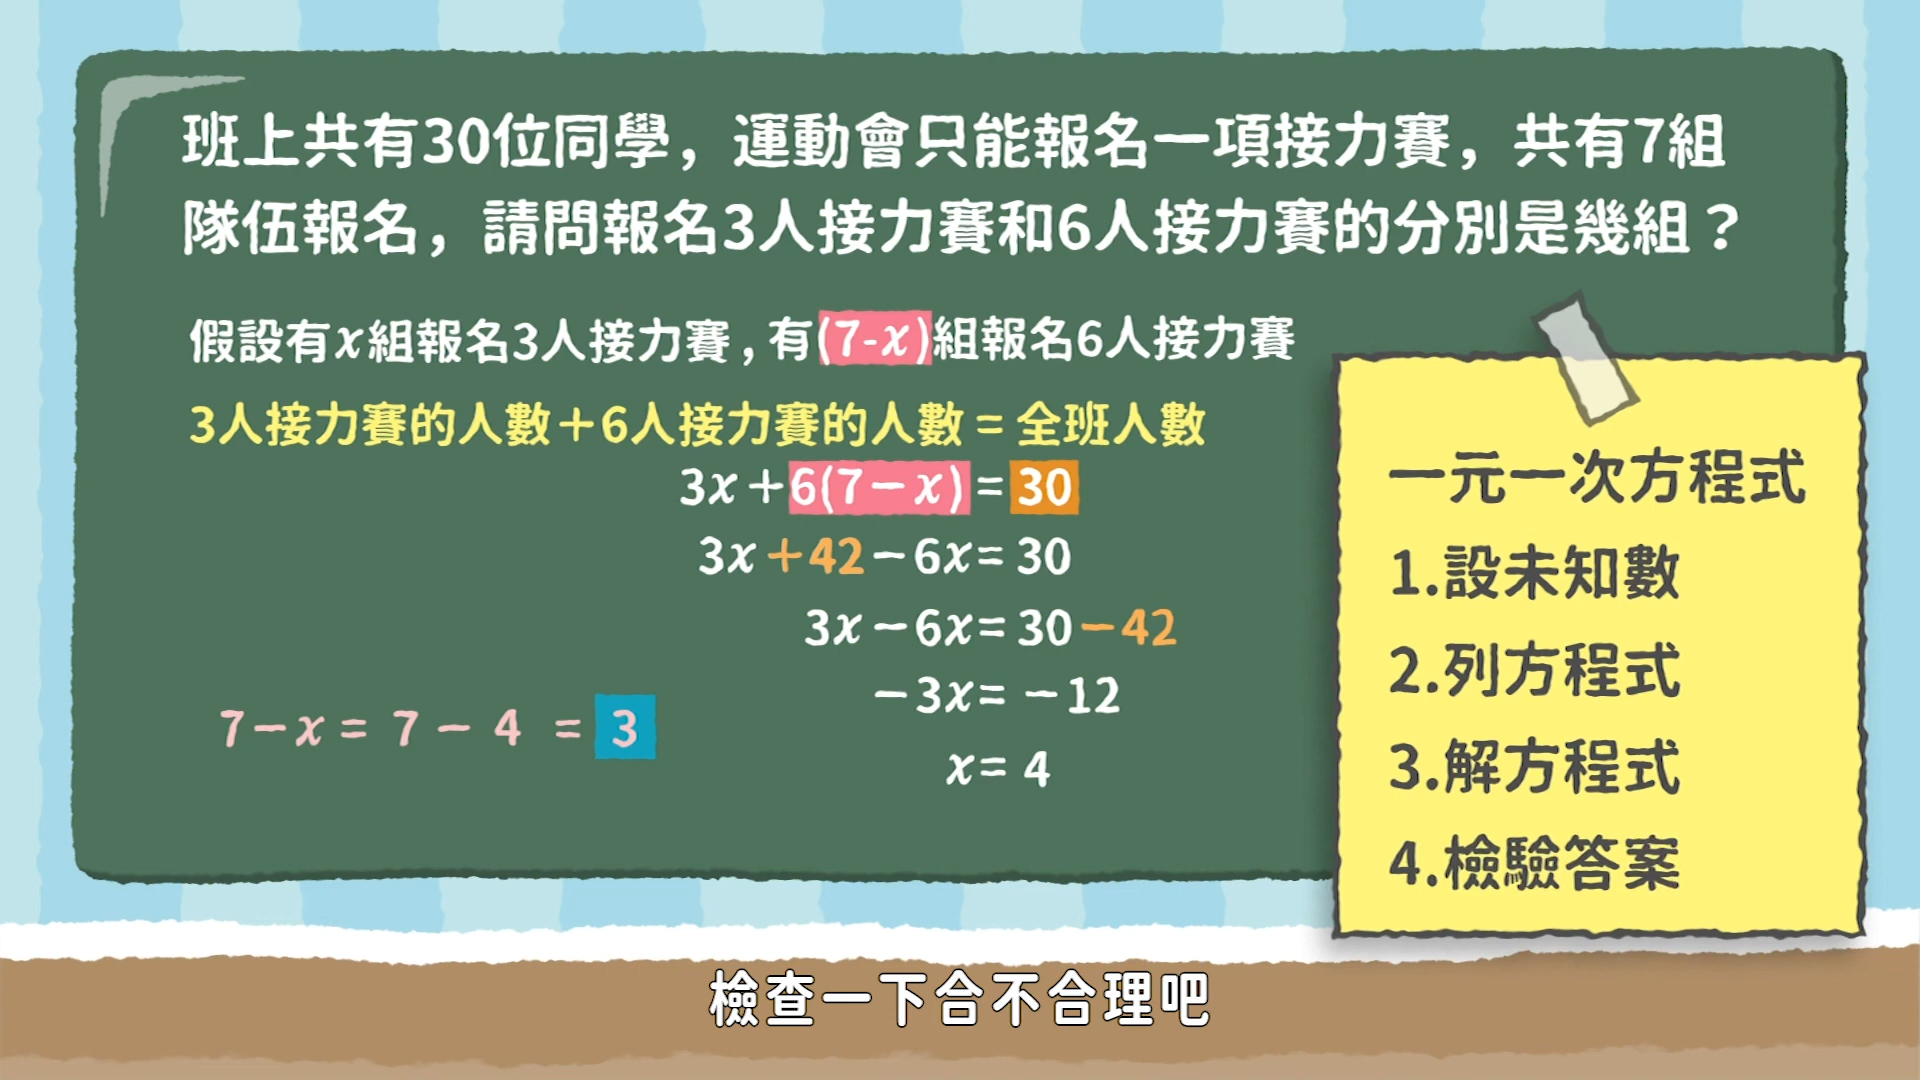 班上共有30位同學，運動會只能報名一項接力賽，共有7組
隊伍報名，請問報名3人接力賽和6人接力賽的分別是幾組？
假設有x組報名3人接力賽，有(7-x)組報名6人接力賽
3人接力賽的人數＋6人接力賽的人數＝全班人數
3x＋6(7－x)＝30
3x＋42－6x＝30
3x－6x＝30－42
－3x＝－12
7－x＝7－4＝3
x＝4
一元一次方程式
1.設未知數
2.列方程式
3.解方程式
4.檢驗答案
檢查一下合不合理吧